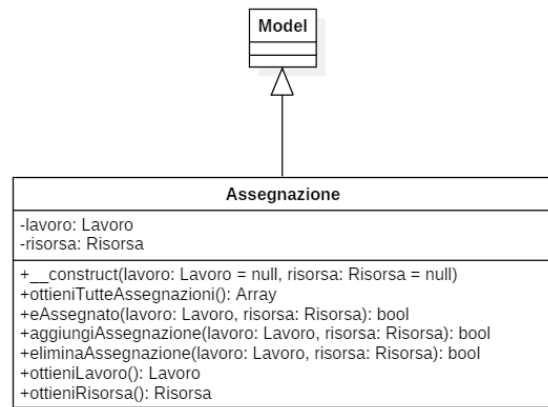 Model
Assegnazione
-lavoro: Lavoro
-risorsa: Risorsa
+__construct(lavoro: Lavoro = null, risorsa: Risorsa = null)
+ottieniTutteAssegnazioni(): Array
+eAssegnato(lavoro: Lavoro, risorsa: Risorsa): bool
+aggiungiAssegnazione(lavoro: Lavoro, risorsa: Risorsa): bool
+eliminaAssegnazione(lavoro: Lavoro, risorsa: Risorsa): bool
+ottieniLavoro(): Lavoro
+ottieniRisorsa(): Risorsa